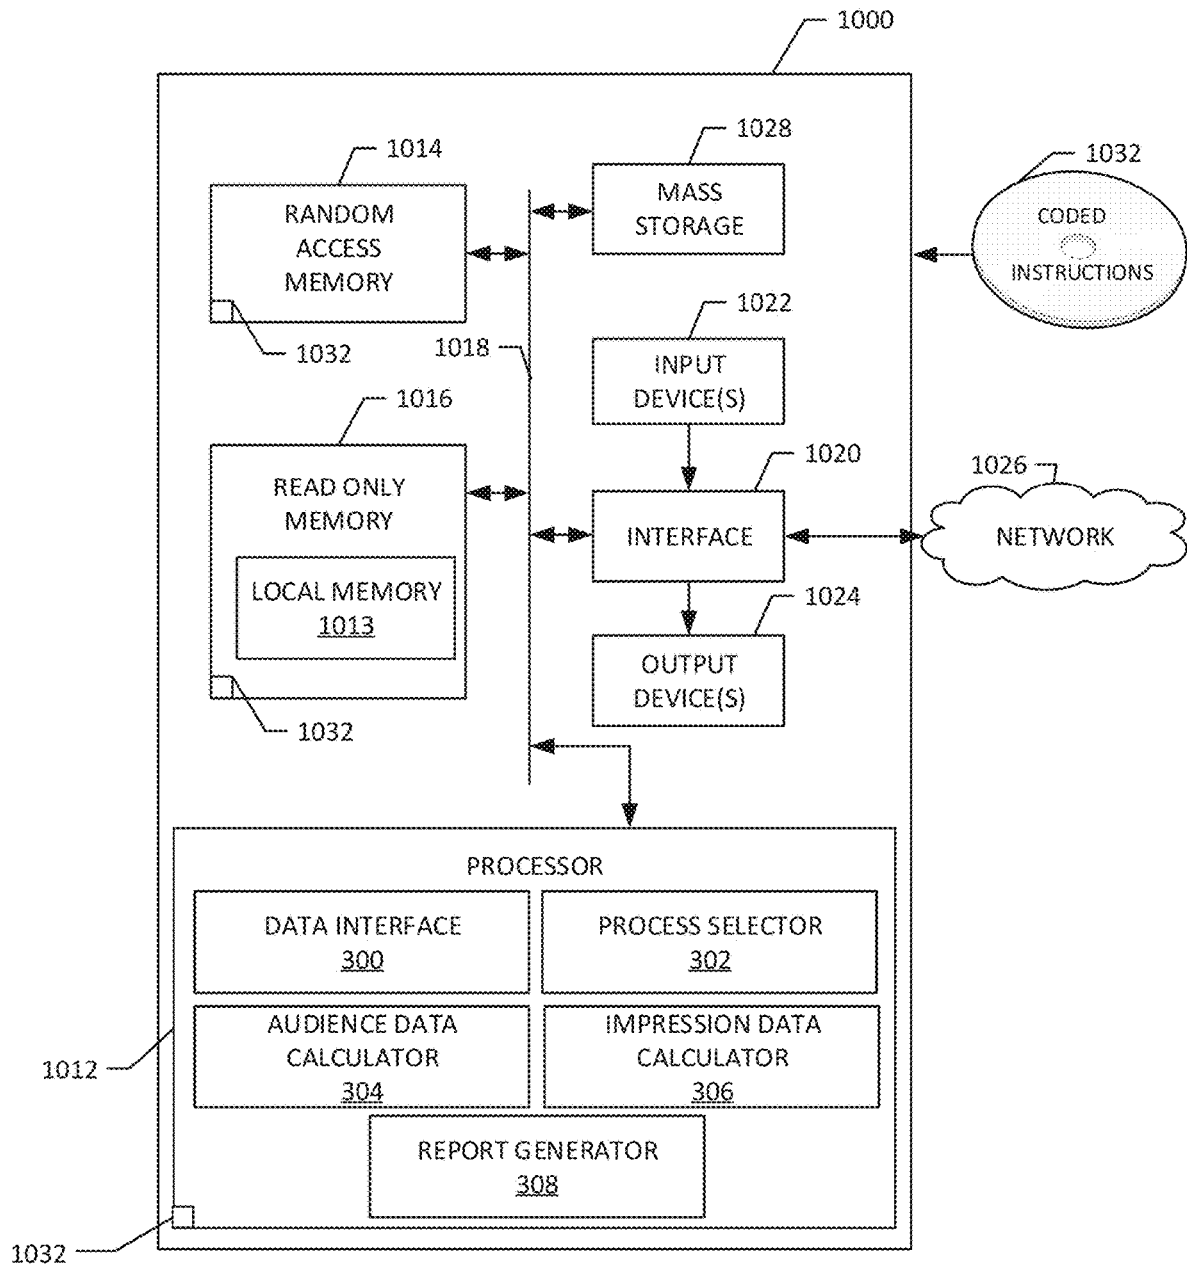 1000
1014
RANDOM
ACCESS
MEMORY
1032
1028
MASS
STORAGE
1032
CODED
INSTRUCTIONS
1018
1022
INPUT
DEVICE(S)
1016
READ ONLY
MEMORY
LOCAL MEMORY
1013
1032
1020
INTERFACE
1026
NETWORK
1024
OUTPUT
DEVICE(S)
PROCESSOR
DATA INTERFACE
300
PROCESS SELECTOR
302
AUDIENCE DATA
CALCULATOR
304
IMPRESSION DATA
CALCULATOR
306
1012
REPORT GENERATOR
308
1032